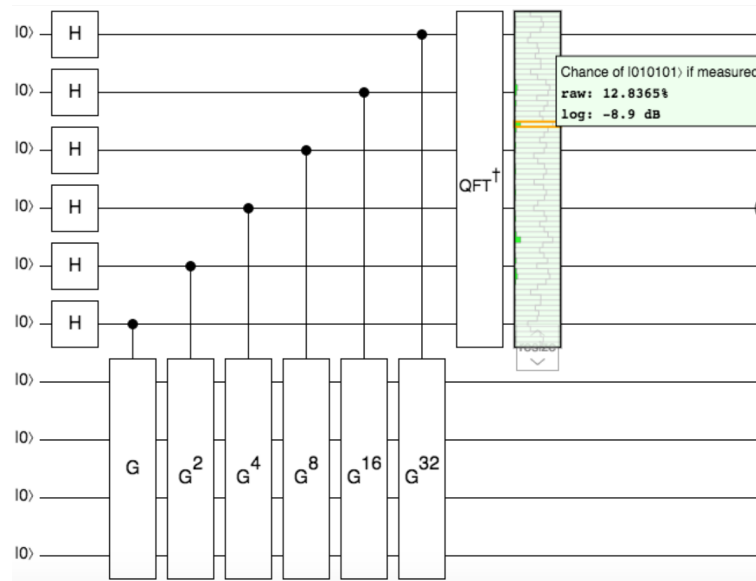 |0⟩ H
Chance of |010101⟩ if measured
raw: 12.8365%
log: -8.9 dB
|0⟩ H
|0⟩ H
QFT†
|0⟩ H
|0⟩ H
|0⟩ H
|0⟩
|0⟩
G G² G⁴ G⁸ G¹⁶ G³²
|0⟩
|0⟩